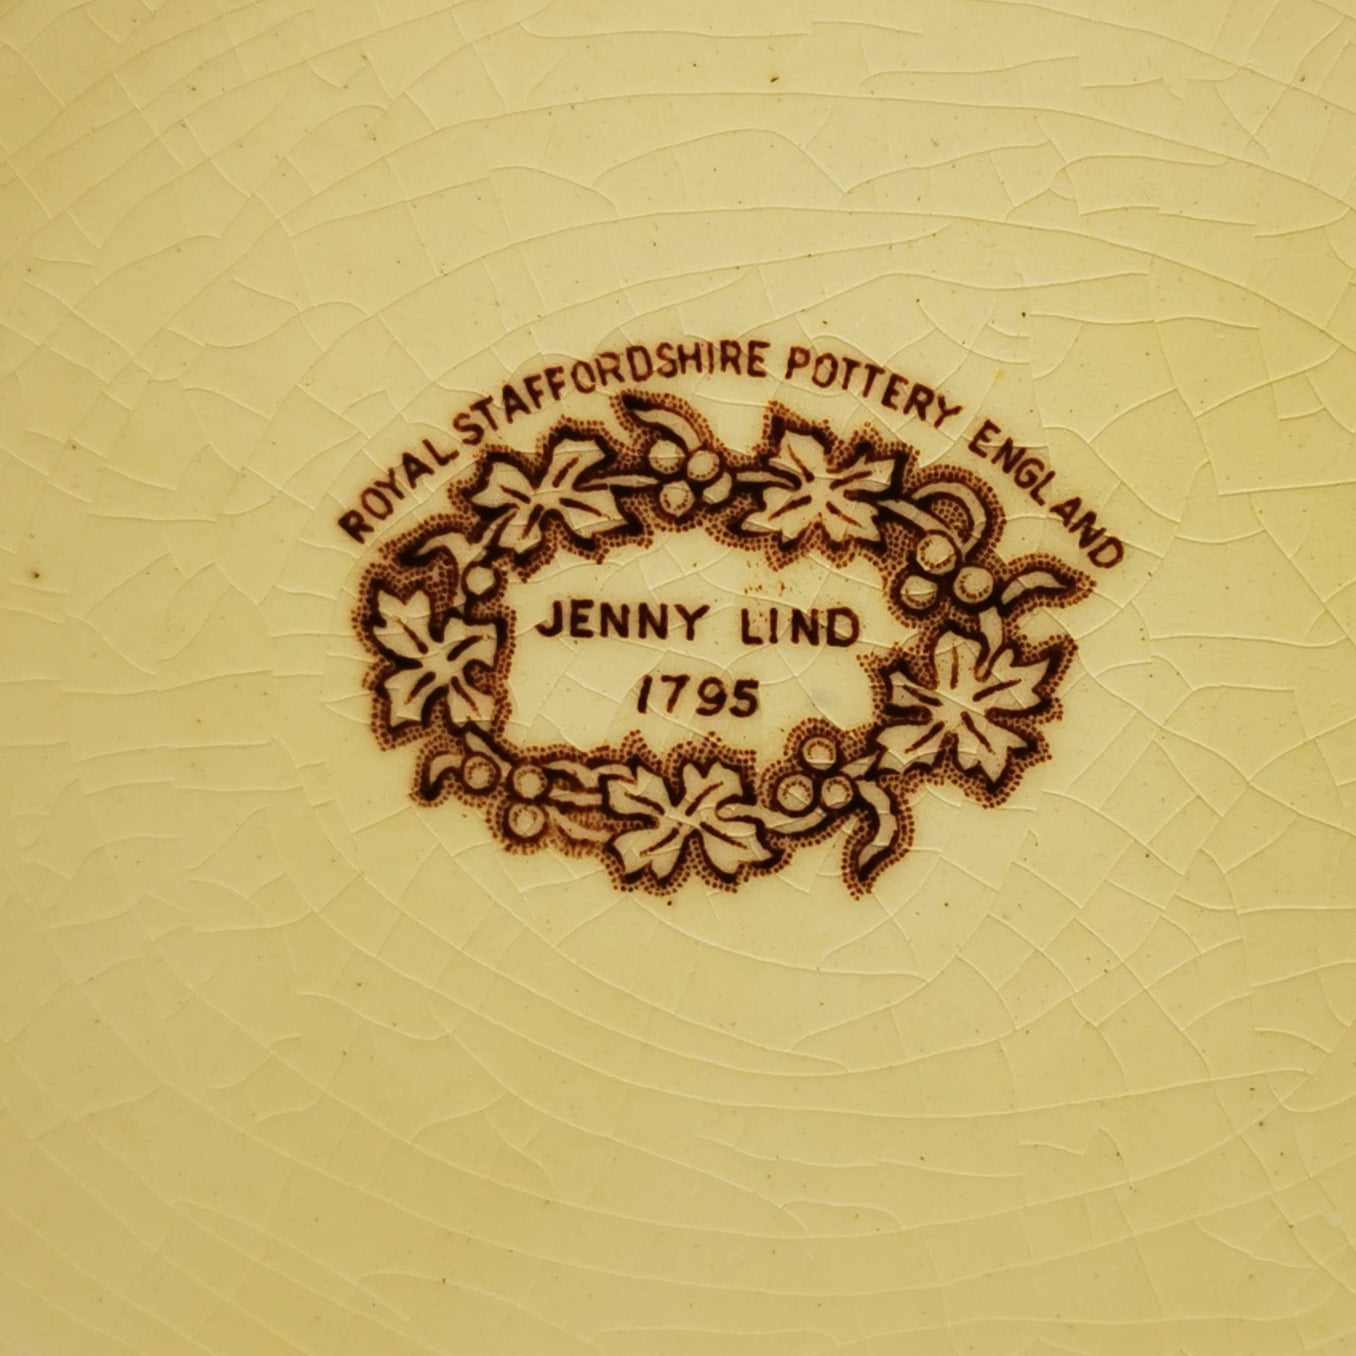 ROYAL STAFFORDSHIRE POTTERY ENGLAND
JENNY LIND
1795